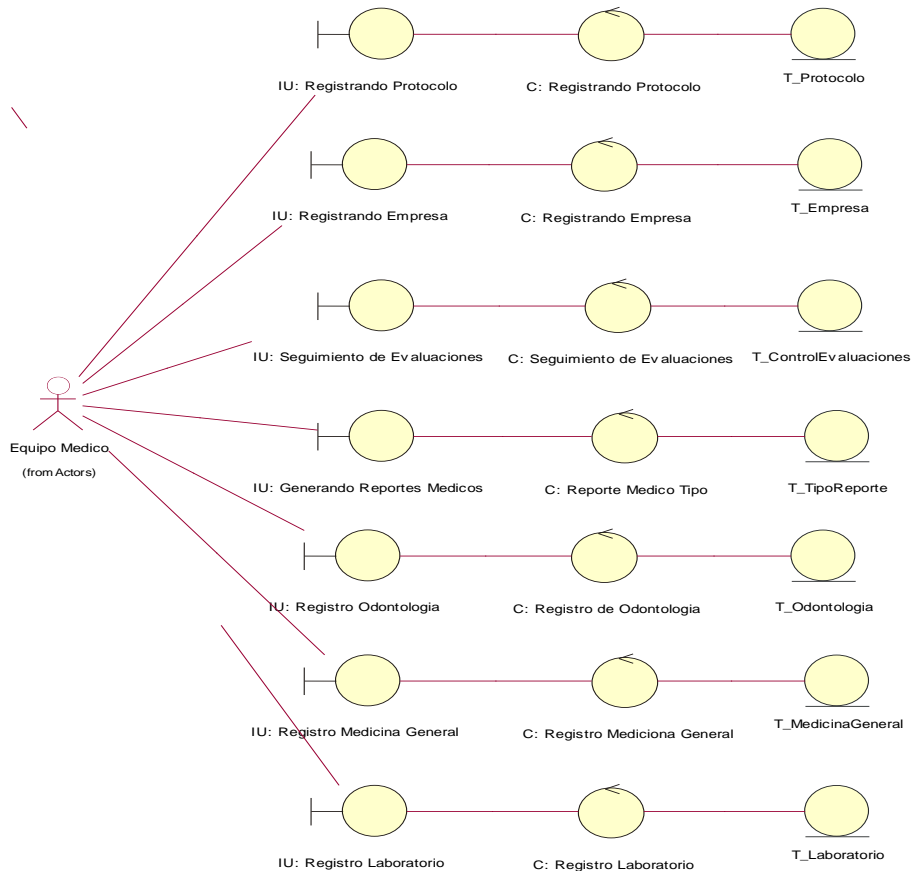 IU: Registrando Protocolo
C: Registrando Protocolo
T_Protocolo
IU: Registrando Empresa
C: Registrando Empresa
T_Empresa
IU: Seguimiento de Evaluaciones
C: Seguimiento de Evaluaciones
T_ControlEvaluaciones
Equipo Medico
(from Actors)
IU: Generando Reportes Medicos
C: Reporte Medico Tipo
T_TipoReporte
IU: Registro Odontologia
C: Registro de Odontologia
T_Odontologia
IU: Registro Medicina General
C: Registro Mediciona General
T_MedicinaGeneral
IU: Registro Laboratorio
C: Registro Laboratorio
T_Laboratorio